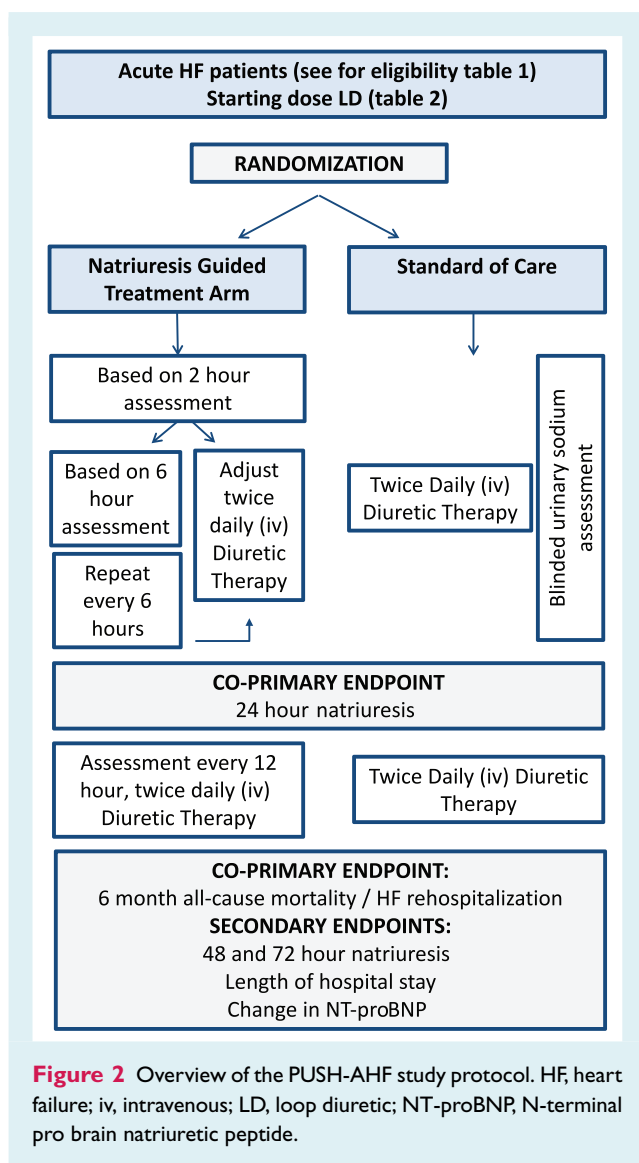 Acute HF patients (see for eligibility table 1)
Starting dose LD (table 2)
RANDOMIZATION
Natriuresis Guided
Treatment Arm
Standard of Care
Based on 2 hour
assessment
Based on 6
hour
assessment
Adjust
twice
daily (iv)
Diuretic
Therapy
Repeat
every 6
hours
Twice Daily (iv)
Diuretic Therapy
Blinded urinary sodium
assessment
CO-PRIMARY ENDPOINT
24 hour natriuresis
Assessment every 12
hour, twice daily (iv)
Diuretic Therapy
Twice Daily (iv) Diuretic
Therapy
CO-PRIMARY ENDPOINT:
6 month all-cause mortality / HF rehospitalization
SECONDARY ENDPOINTS:
48 and 72 hour natriuresis
Length of hospital stay
Change in NT-proBNP
Figure 2 Overview of the PUSH-AHF study protocol. HF, heart
failure; iv, intravenous; LD, loop diuretic; NT-proBNP, N-terminal
pro brain natriuretic peptide.